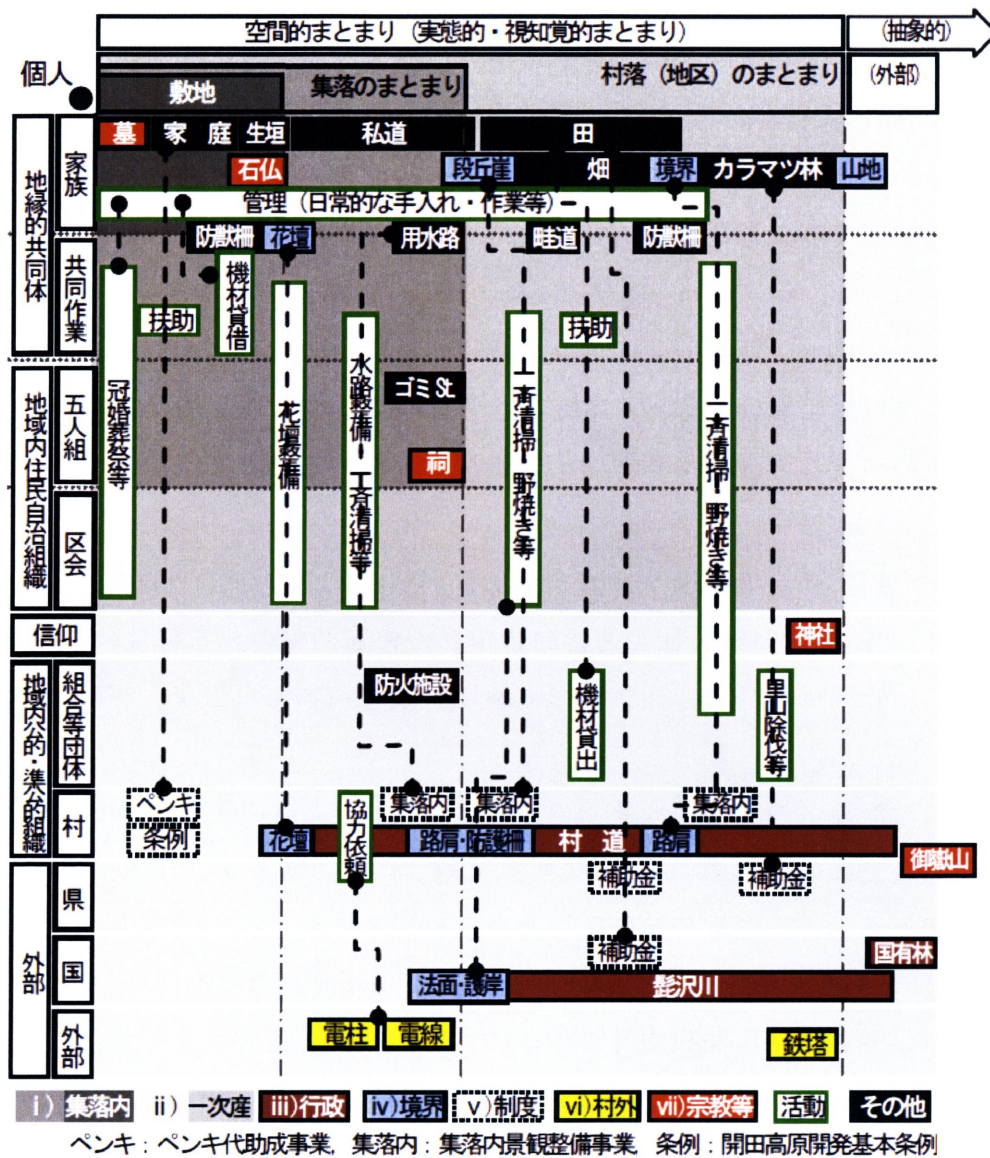 空間的まとまり（実態的・視知覚的まとまり）
(抽象的)
個人
敷地
集落のまとまり
村落（地区）のまとまり
(外部)
地縁的共同体
家族
墓 家 庭 生垣 私道 田
石仏 段丘崖 畑 境界 カラマツ林 山地
管理（日常的な手入れ・作業等）
共同作業
防獣柵 花壇 用水路 畦道 防獣柵
機材貸借
扶助
扶助
地域内住民自治組織
五人組
区会
冠婚葬祭等
花壇整備
水路整備 一斉清掃等
ゴミ St.
祠
一斉清掃 野焼き等
一斉清掃 野焼き等
信仰
神社
地域内公的・準公的組織
組合等団体
防火施設
機材貸出
里山除伐等
村
ペンキ
条例
協力依頼
集落内 集落内 集落内
花壇 路肩・防護柵 村 道 路肩
御嶽山
外部
県
補助金 補助金
国
補助金
国有林
法面・護岸 髭沢川
外部
電柱 電線 鉄塔
ⅰ）集落内 ⅱ）一次産 ⅲ)行政 ⅳ)境界 ⅴ)制度 ⅵ)村外 ⅶ)宗教等 活動 その他
ペンキ：ペンキ代助成事業，集落内：集落内景観整備事業，条例：開田高原開発基本条例